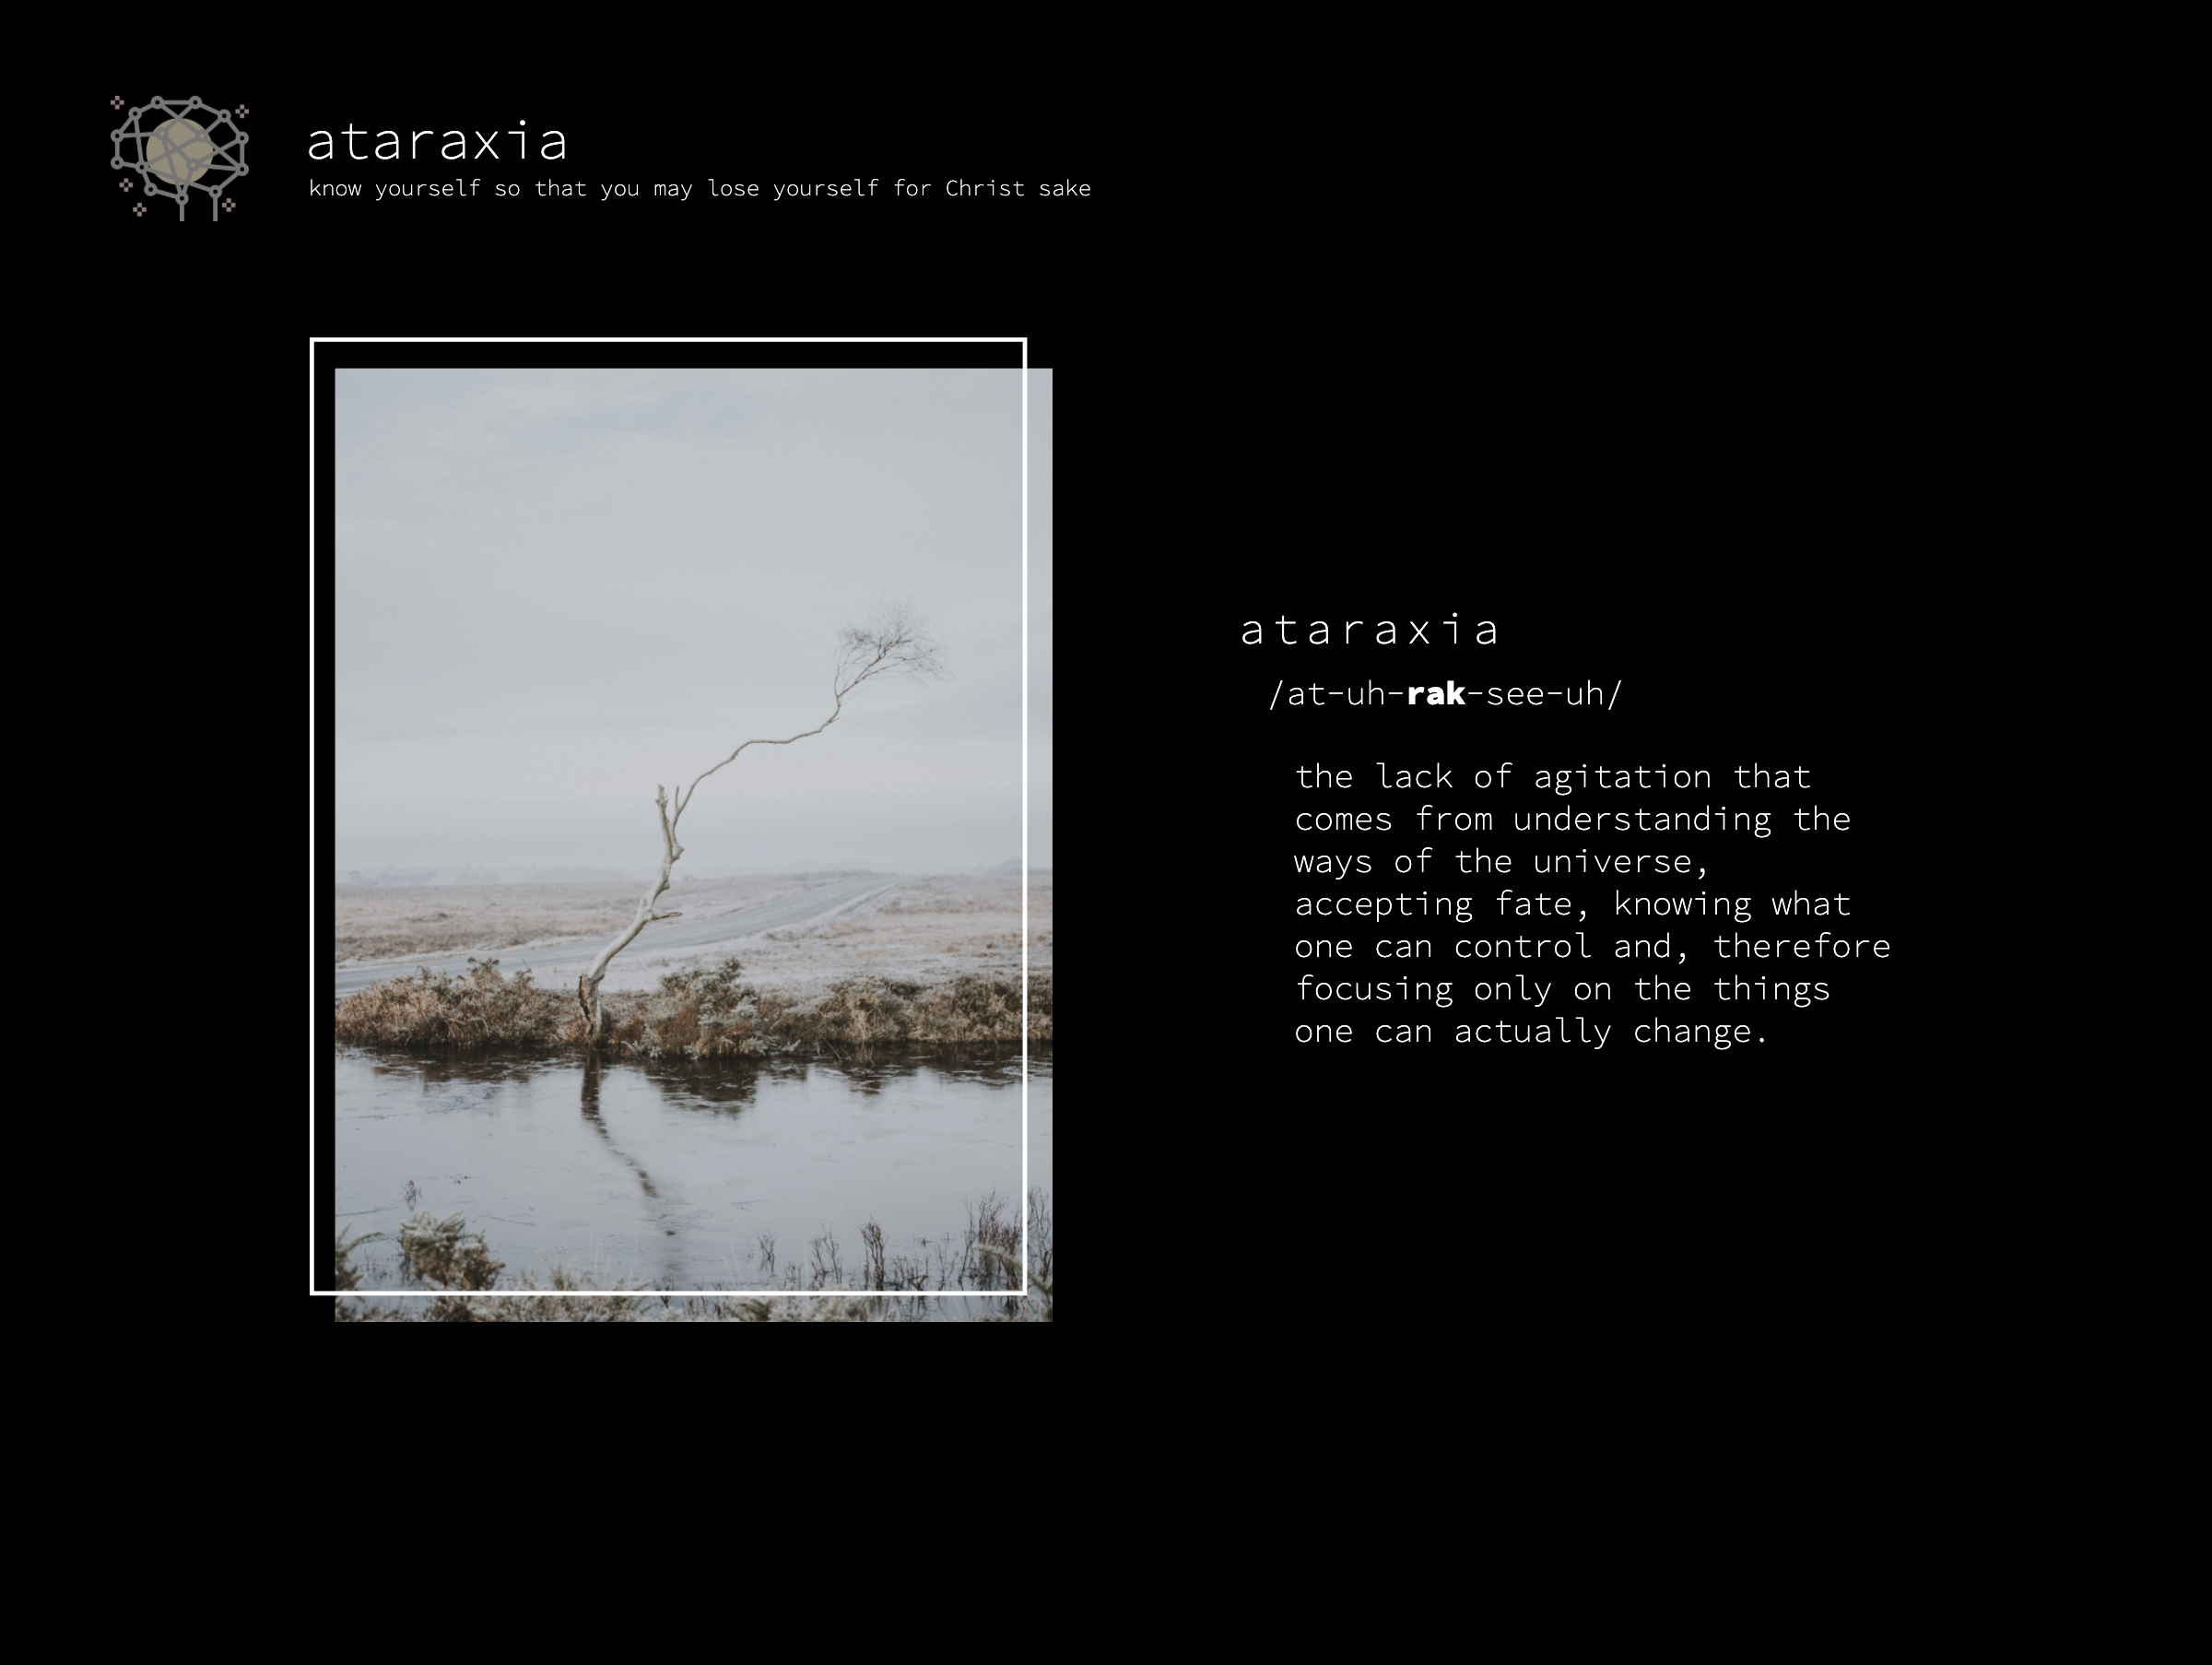 ataraxia
know yourself so that you may lose yourself for Christ sake
ataraxia
/at-uh-rak-see-uh/
the lack of agitation that
comes from understanding the
ways of the universe,
accepting fate, knowing what
one can control and, therefore
focusing only on the things
one can actually change.